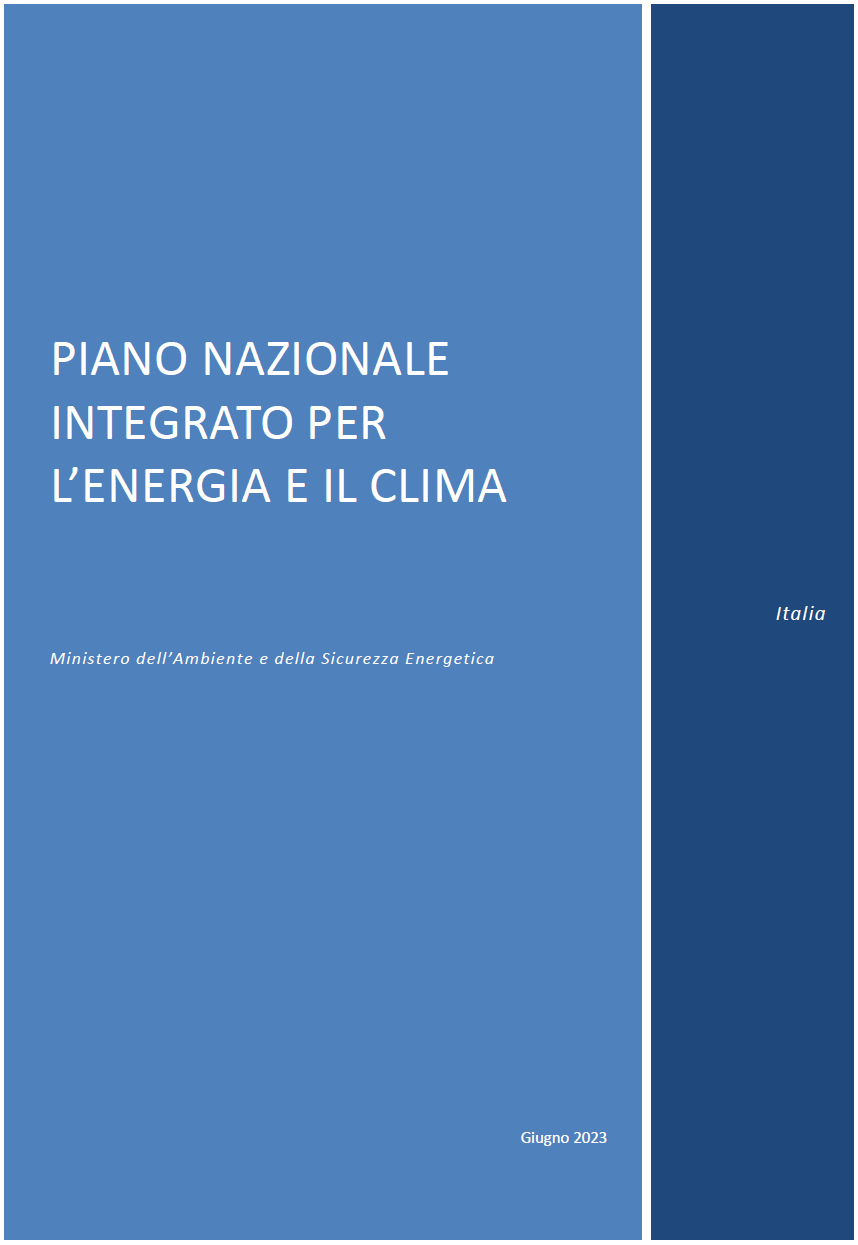 PIANO NAZIONALE
INTEGRATO PER
L’ENERGIA E IL CLIMA
Italia
Ministero dell’Ambiente e della Sicurezza Energetica
Giugno 2023